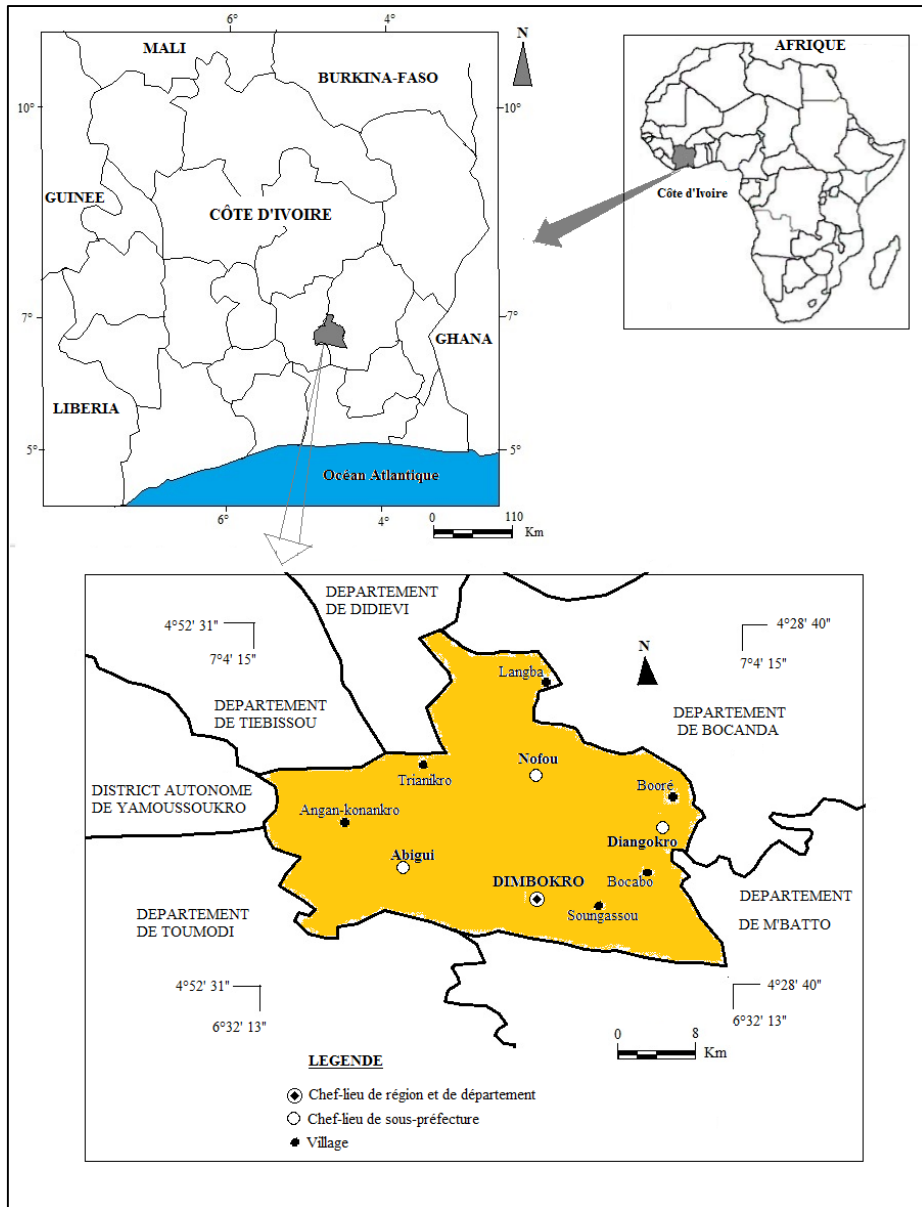 6°
4°
N
MALI
BURKINA-FASO
10°
10°
GUINEE
CÔTE D'IVOIRE
7°
7°
GHANA
LIBERIA
5°
5°
Océan Atlantique
6°
4°
0 110
Km
AFRIQUE
Côte d'Ivoire
DEPARTEMENT
DE DIDIEVI
4°52' 31"
7°4' 15"
4°28' 40"
7°4' 15"
N
Langba
DEPARTEMENT
DE TIEBISSOU
DEPARTEMENT
DE BOCANDA
Nofou
Trianikro
Booré
DISTRICT AUTONOME
DE YAMOUSSOUKRO
Angan-konankro
Diangokro
Abigui
DIMBOKRO
Bocabo
Soungassou
DEPARTEMENT
DE M'BATTO
DEPARTEMENT
DE TOUMODI
4°52' 31"
6°32' 13"
4°28' 40"
6°32' 13"
0 8
Km
LEGENDE
Chef-lieu de région et de département
Chef-lieu de sous-préfecture
Village